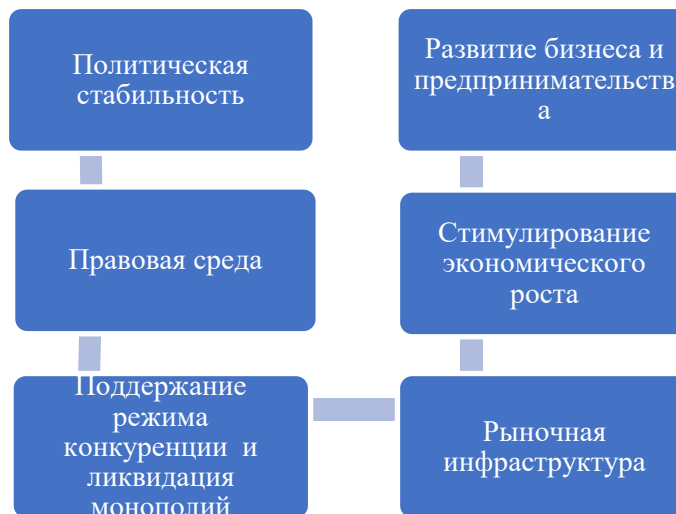 Политическая
стабильность
Правовая среда
Поддержание
режима
конкуренции и
ликвидация
монополий
Рыночная
инфраструктура
Стимулирование
экономического
роста
Развитие бизнеса и
предпринимательств
а